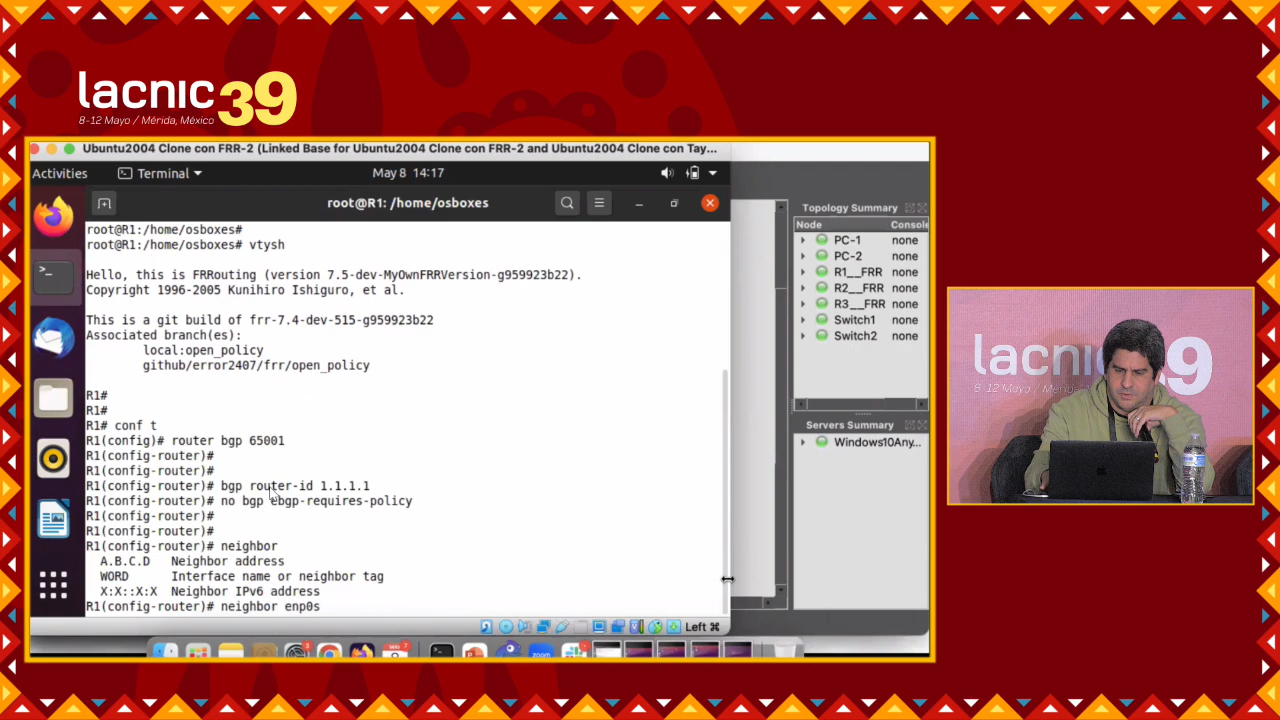 lacnic 39
8-12 Mayo / Mérida, México
Ubuntu2004 Clone con FRR-2 (Linked Base for Ubuntu2004 Clone con FRR-2 and Ubuntu2004 Clone con Tay...
Activities
Terminal
May 8 14:17
root@R1: /home/osboxes
root@R1:/home/osboxes#
root@R1:/home/osboxes# vtysh
Hello, this is FRRouting (version 7.5-dev-MyOwnFRRVersion-g959923b22).
Copyright 1996-2005 Kunihiro Ishiguro, et al.
This is a git build of frr-7.4-dev-515-g959923b22
Associated branch(es):
local:open_policy
github/error2407/frr/open_policy
R1#
R1#
R1# conf t
R1(config)# router bgp 65001
R1(config-router)#
R1(config-router)#
R1(config-router)# bgp router-id 1.1.1.1
R1(config-router)# no bgp ebgp-requires-policy
R1(config-router)#
R1(config-router)#
R1(config-router)# neighbor
A.B.C.D Neighbor address
WORD Interface name or neighbor tag
X:X::X:X Neighbor IPv6 address
R1(config-router)# neighbor enp0s
Left ⌘
Topology Summary
Node Console
PC-1 none
PC-2 none
R1__FRR none
R2__FRR none
R3__FRR none
Switch1 none
Switch2 none
Servers Summary
Windows10Any...
zoom
lacnic 39